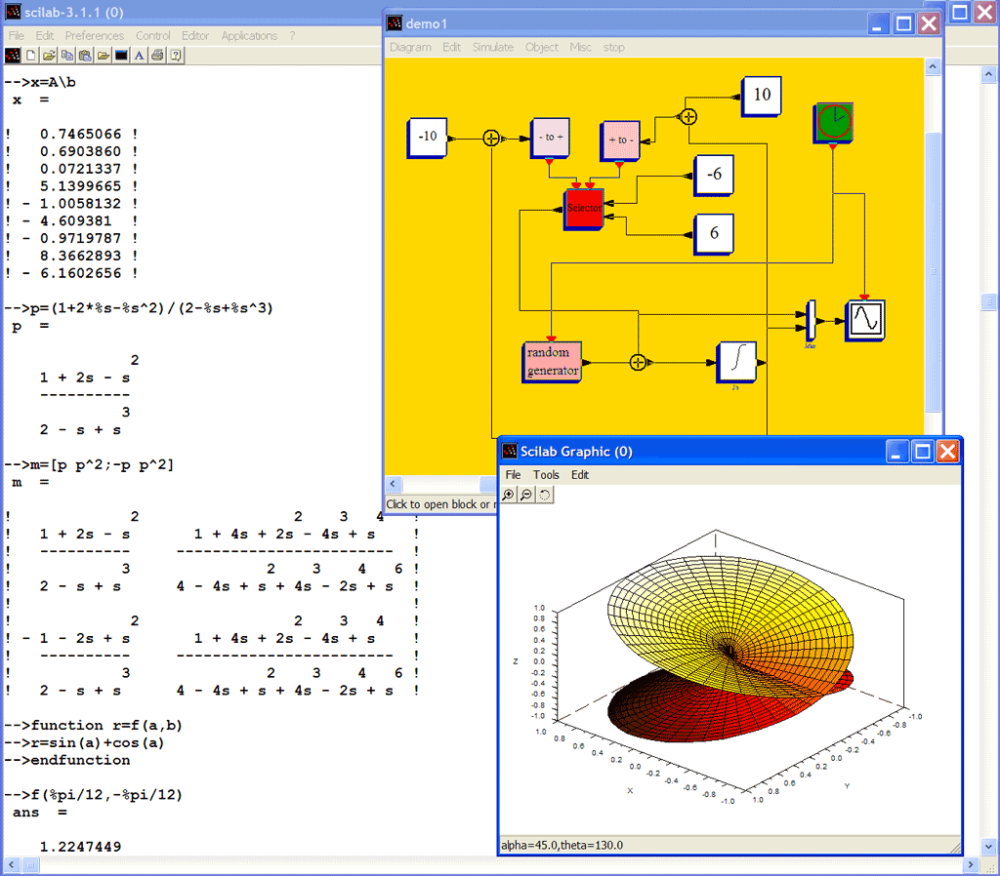 scilab-3.1.1 (0)
File Edit Preferences Control Editor Applications ?
-->x=A\b
x =
! 0.7465066 !
! 0.6903860 !
! 0.0721337 !
! 5.1399665 !
! - 1.0058132 !
! - 4.609381 !
! - 0.9719787 !
! 8.3662893 !
! - 6.1602656 !
-->p=(1+2*%s-%s^2)/(2-%s+%s^3)
p =
2
1 + 2s - s
----------
3
2 - s + s
-->m=[p p^2;-p p^2]
m =
! 2 2 3 4 !
! 1 + 2s - s 1 + 4s + 2s - 4s + s !
! ---------- ------------------------ !
! 3 2 3 4 6 !
! 2 - s + s 4 - 4s + s + 4s - 2s + s !
! !
! 2 2 3 4 !
! - 1 - 2s + s 1 + 4s + 2s - 4s + s !
! ---------- ------------------------ !
! 3 2 3 4 6 !
! 2 - s + s 4 - 4s + s + 4s - 2s + s !
-->function r=f(a,b)
-->r=sin(a)+cos(a)
-->endfunction
-->f(%pi/12,-%pi/12)
ans =
1.2247449
demo1
Diagram Edit Simulate Object Misc stop
10
-10
- to +
+ to -
-6
Selector
6
Mux
random
generator
∫
1/s
Click to open block or
Scilab Graphic (0)
File Tools Edit
1.0
0.8
0.6
0.4
0.2
0.0
-0.2
-0.4
-0.6
-0.8
-1.0
Z
1.0
0.8
0.6
0.4
0.2
0.0
-0.2
-0.4
-0.6
-0.8
-1.0
X
-1.0
-0.8
-0.6
-0.4
-0.2
0.0
0.2
0.4
0.6
0.8
1.0
Y
alpha=45.0,theta=130.0